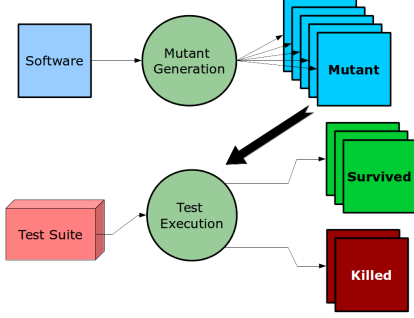 Software
Mutant
Generation
Mutant
Test Suite
Test
Execution
Survived
Killed